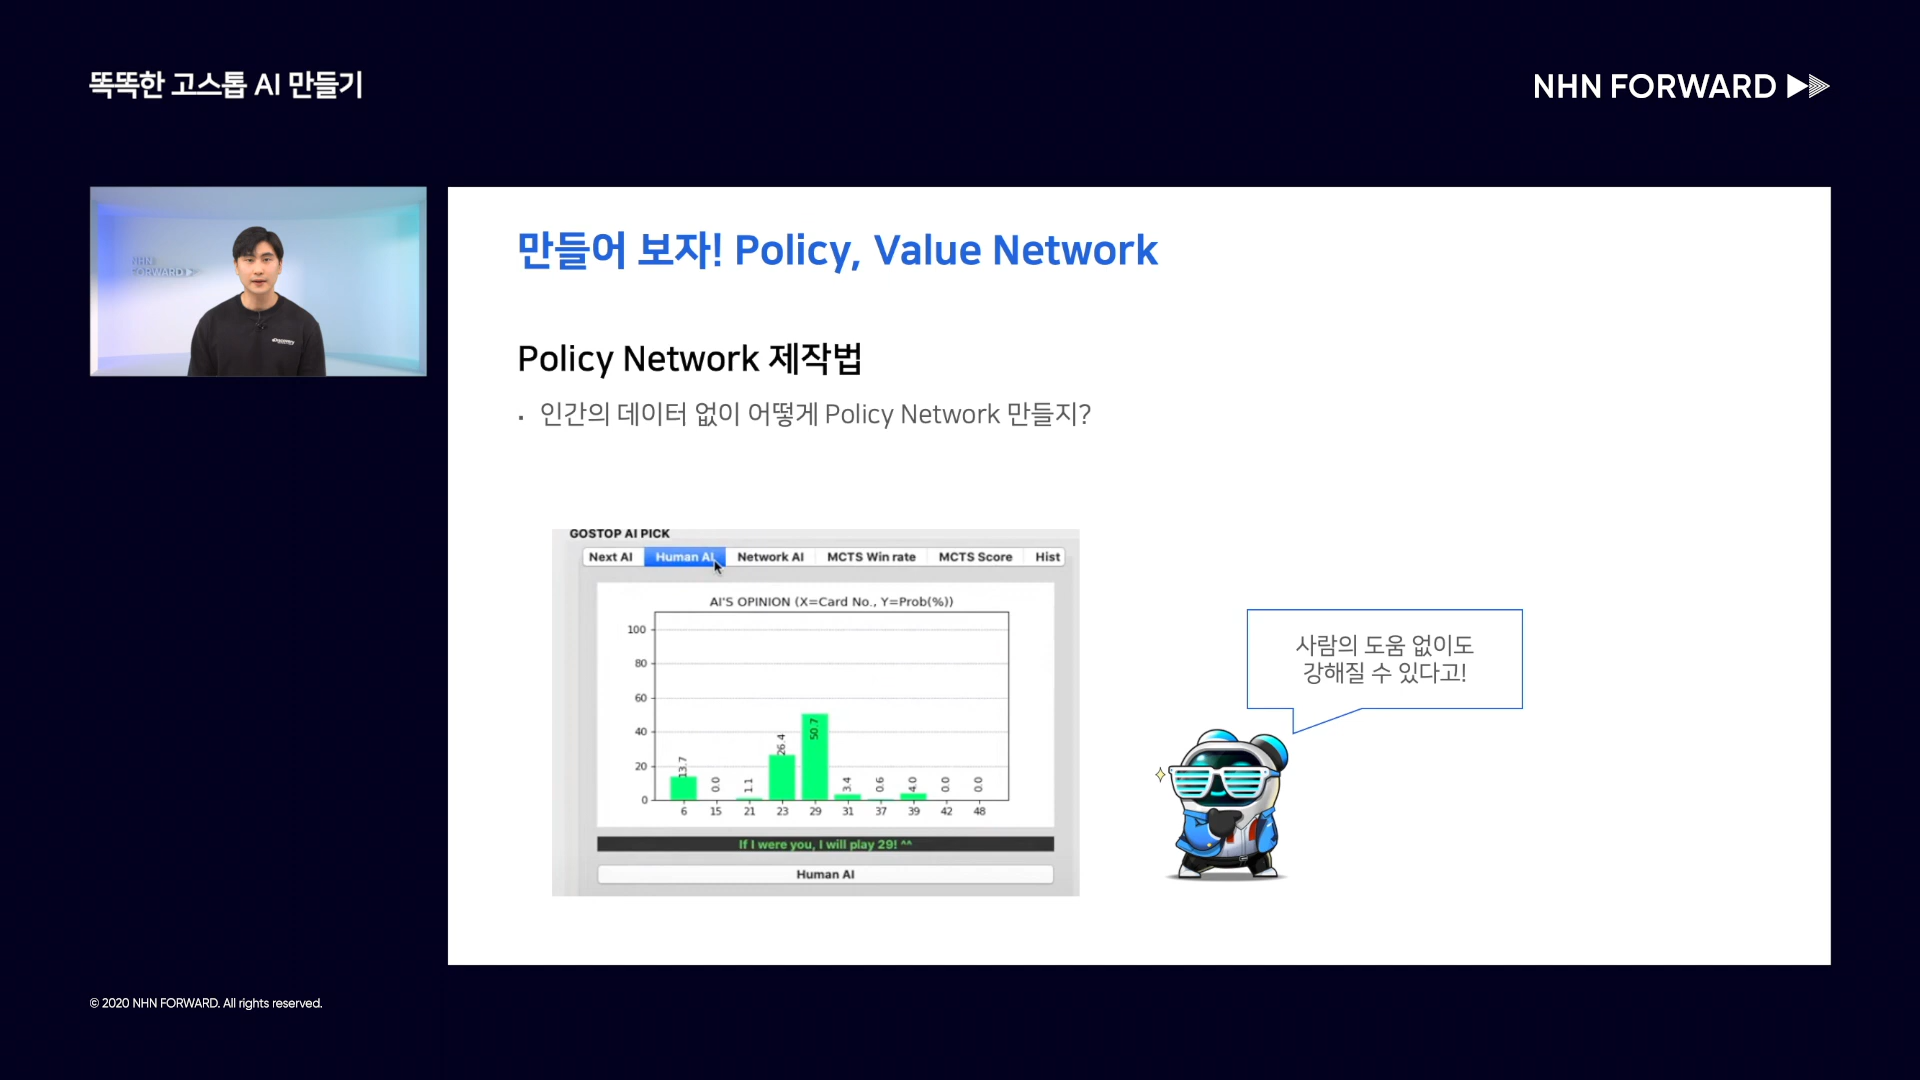 똑똑한 고스톱 AI 만들기
NHN FORWARD
NHN
FORWARD
만들어 보자! Policy, Value Network
Policy Network 제작법
· 인간의 데이터 없이 어떻게 Policy Network 만들지?
GOSTOP AI PICK
Next AI Human AI Network AI MCTS Win rate MCTS Score Hist
AI'S OPINION (X=Card No., Y=Prob(%))
100
80
60
40
20
0
13.7 0.0 1.1 26.4 50.7 3.4 0.6 4.0 0.0 0.0
6 15 21 23 29 31 37 39 42 48
If I were you, I will play 29! ^^
Human AI
사람의 도움 없이도
강해질 수 있다고!
© 2020 NHN FORWARD. All rights reserved.